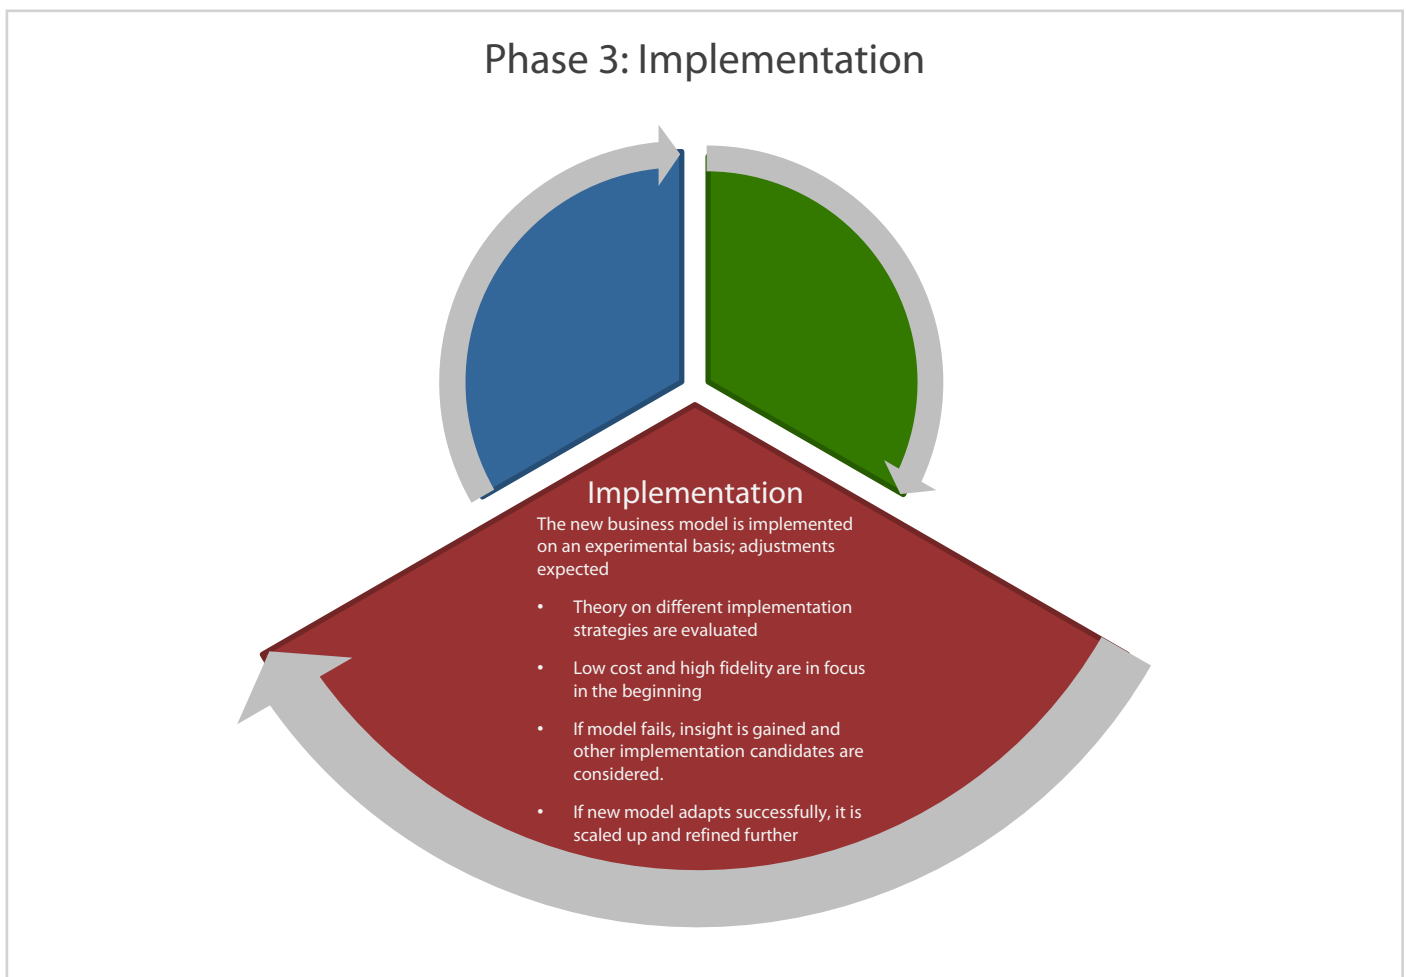 Phase 3: Implementation
Implementation
The new business model is implemented
on an experimental basis; adjustments
expected
• Theory on different implementation
strategies are evaluated
• Low cost and high fidelity are in focus
in the beginning
• If model fails, insight is gained and
other implementation candidates are
considered.
• If new model adapts successfully, it is
scaled up and refined further